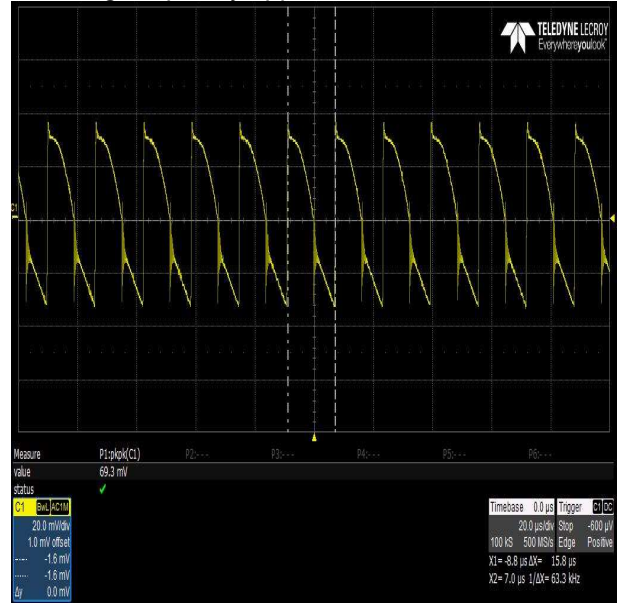 TELEDYNE LECROY
Everywhereyoulook™
C1
Measure P1:pkpk(C1) P2:--- P3:--- P4:--- P5:--- P6:---
value 69.3 mV
status ✓
C1 BwL AC1M
20.0 mV/div
1.0 mV offset
-1.6 mV
-1.6 mV
Δy 0.0 mV
Timebase 0.0 µs
20.0 µs/div
100 kS 500 MS/s
Trigger C1 DC
Stop -600 µV
Edge Positive
X1= -8.8 µs ΔX= 15.8 µs
X2= 7.0 µs 1/ΔX= 63.3 kHz